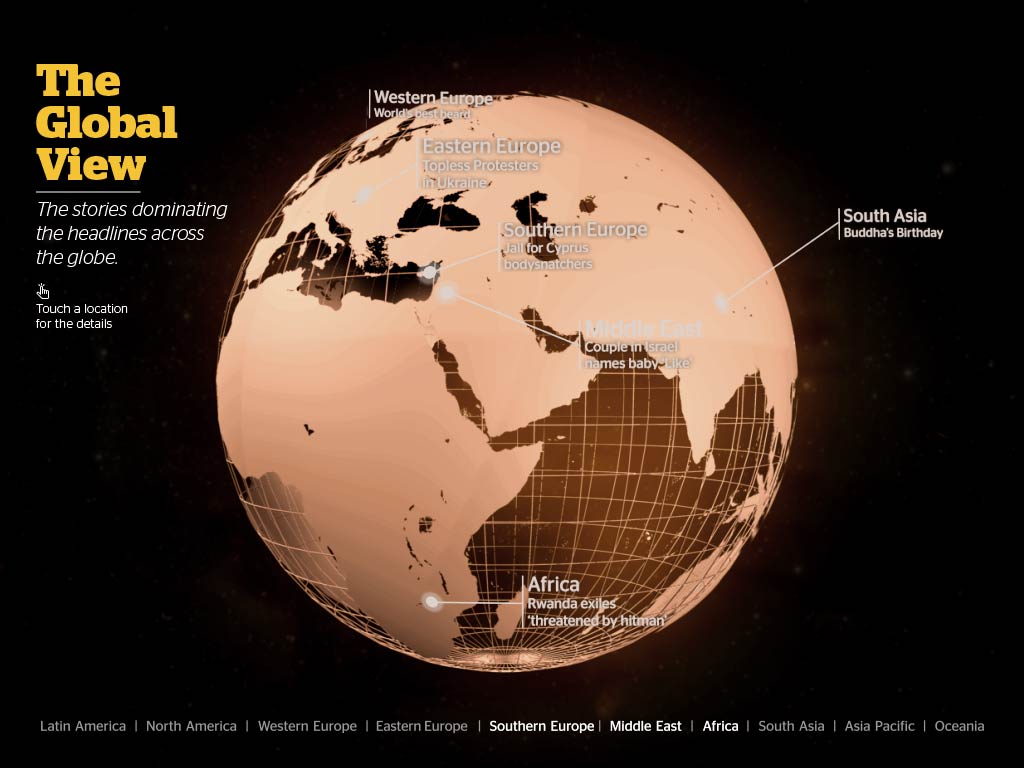 The
Global
View
The stories dominating
the headlines across
the globe.
Touch a location
for the details
Western Europe
World's best beard
Eastern Europe
Topless Protesters
in Ukraine
Southern Europe
Jail for Cyprus
bodysnatchers
South Asia
Buddha's Birthday
Middle East
Couple in Israel
names baby 'Like'
Africa
Rwanda exiles
'threatened by hitman'
Latin America | North America | Western Europe | Eastern Europe | Southern Europe | Middle East | Africa | South Asia | Asia Pacific | Oceania